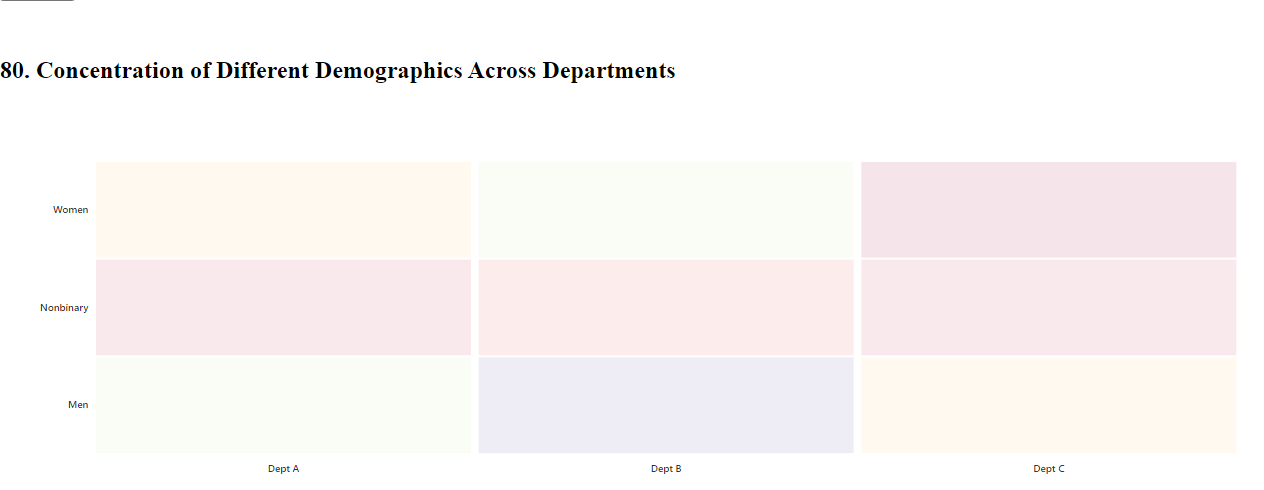 80. Concentration of Different Demographics Across Departments
Women
Nonbinary
Men
Dept A
Dept B
Dept C